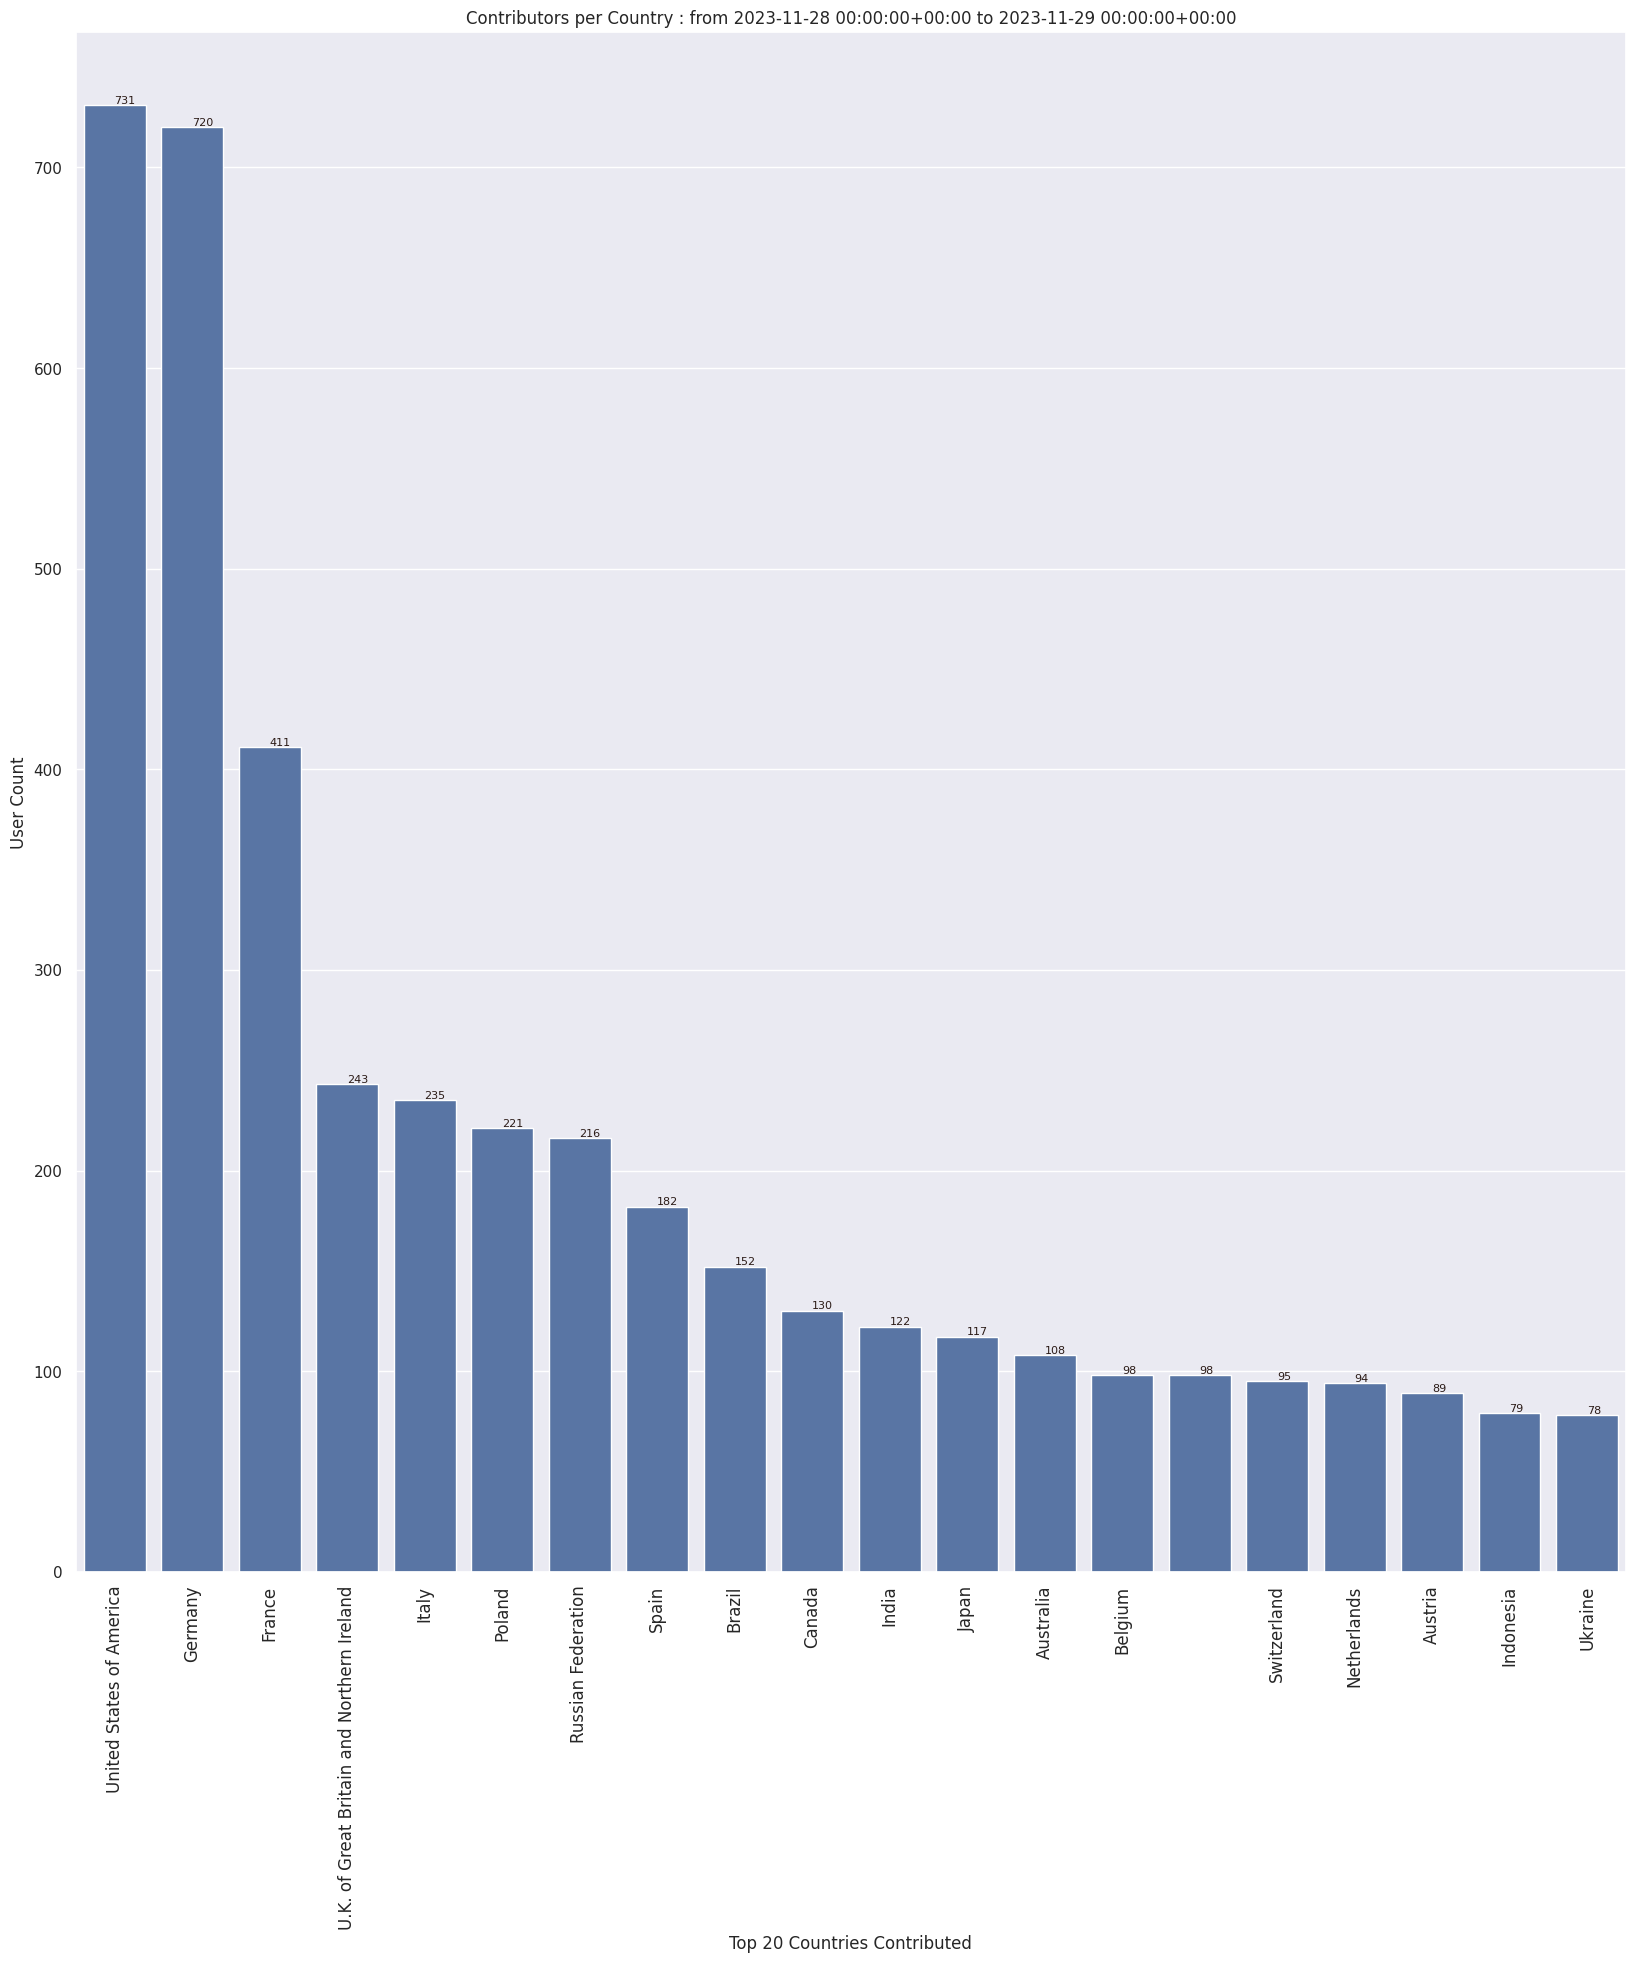 Contributors per Country : from 2023-11-28 00:00:00+00:00 to 2023-11-29 00:00:00+00:00
User Count
700
600
500
400
300
200
100
0
731
720
411
243
235
221
216
182
152
130
122
117
108
98
98
95
94
89
79
78
United States of America
Germany
France
U.K. of Great Britain and Northern Ireland
Italy
Poland
Russian Federation
Spain
Brazil
Canada
India
Japan
Australia
Belgium
Switzerland
Netherlands
Austria
Indonesia
Ukraine
Top 20 Countries Contributed